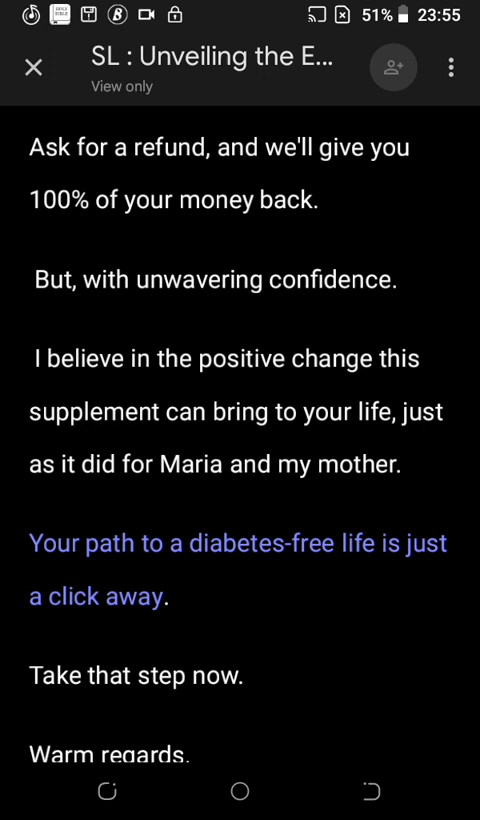 51% 23:55
SL : Unveiling the E...
View only
Ask for a refund, and we'll give you
100% of your money back.
But, with unwavering confidence.
I believe in the positive change this
supplement can bring to your life, just
as it did for Maria and my mother.
Your path to a diabetes-free life is just
a click away.
Take that step now.
Warm regards,